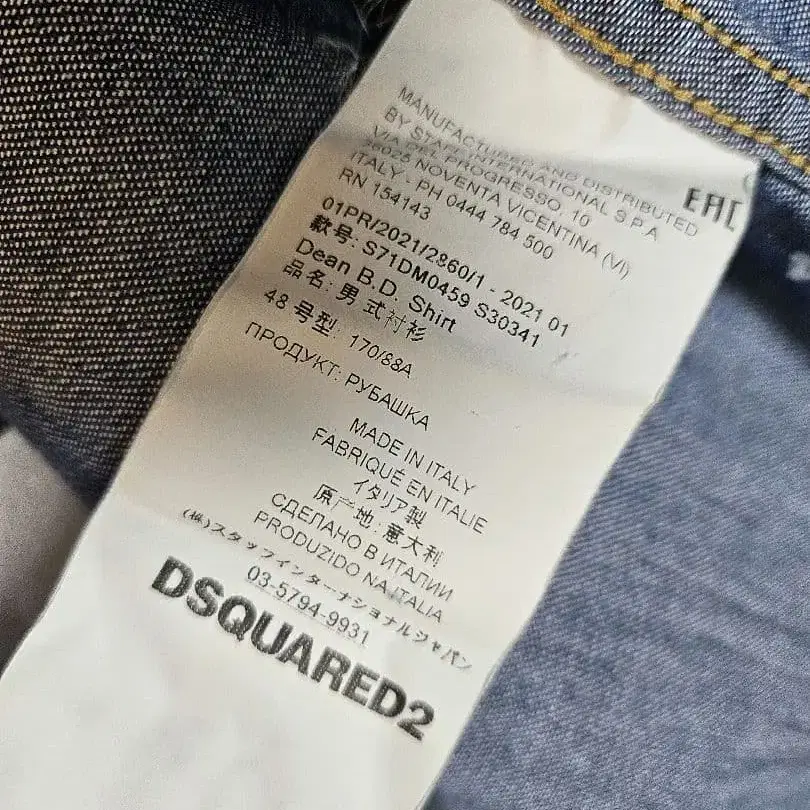 MANUFACTURED AND DISTRIBUTED
BY STAFF INTERNATIONAL S.P.A
VIA DEL PROGRESSO, 10
36025 NOVENTA VICENTINA (VI)
ITALY - PH 0444 784 500
RN 154143
EAC
01PR/2021/2860/1 - 2021 01
款号: S71DM0459 S30341
Dean B.D. Shirt
品名: 男式衬衫
48 号型: 170/88A
ПРОДУКТ: РУБАШКА
MADE IN ITALY
FABRIQUÉ EN ITALIE
イタリア製
原产地: 意大利
СДЕЛАНО В ИТАЛИИ
PRODUZIDO NA ITALIA
(株)スタッフインターナショナルジャパン
03-5794-9931
DSQUARED2